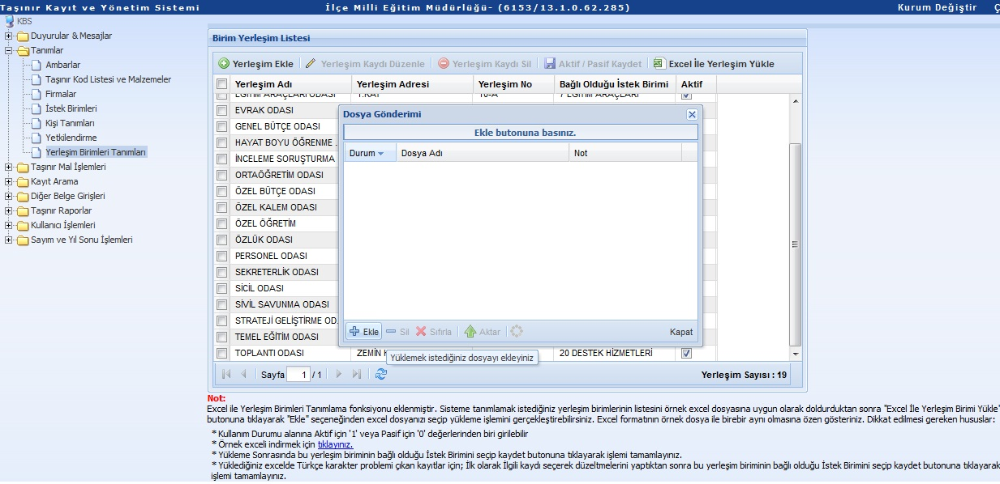 Taşınır Kayıt ve Yönetim Sistemi
İlçe Milli Eğitim Müdürlüğü- (6153/13.1.0.62.285)
Kurum Değiştir
KBS
Duyurular & Mesajlar
Tanımlar
Ambarlar
Taşınır Kod Listesi ve Malzemeler
Firmalar
İstek Birimleri
Kişi Tanımları
Yetkilendirme
Yerleşim Birimleri Tanımları
Taşınır Mal İşlemleri
Kayıt Arama
Diğer Belge Girişleri
Taşınır Raporlar
Kullanıcı İşlemleri
Sayım ve Yıl Sonu İşlemleri
Birim Yerleşim Listesi
Yerleşim Ekle Yerleşim Kaydı Düzenle Yerleşim Kaydı Sil Aktif / Pasif Kaydet Excel İle Yerleşim Yükle
Yerleşim Adı Yerleşim Adresi Yerleşim No Bağlı Olduğu İstek Birimi Aktif
EĞİTİM ARAÇLARI ODASI 1.KAT 10-A 7 EĞİTİM ARAÇLARI
EVRAK ODASI
GENEL BÜTÇE ODASI
HAYAT BOYU ÖĞRENME .
İNCELEME SORUŞTURMA
ORTAÖĞRETİM ODASI
ÖZEL BÜTÇE ODASI
ÖZEL KALEM ODASI
ÖZEL ÖĞRETİM
ÖZLÜK ODASI
PERSONEL ODASI
SEKRETERLİK ODASI
SİCİL ODASI
SİVİL SAVUNMA ODASI
STRATEJİ GELİŞTİRME OD.
TEMEL EĞİTİM ODASI
TOPLANTI ODASI ZEMİN 20 DESTEK HİZMETLERİ
Dosya Gönderimi
Ekle butonuna basınız.
Durum Dosya Adı Not
Ekle Sil Sıfırla Aktar Kapat
Yüklemek istediğiniz dosyayı ekleyiniz
Sayfa 1 / 1
Yerleşim Sayısı : 19
Not:
Excel ile Yerleşim Birimleri Tanımlama fonksiyonu eklenmiştir. Sisteme tanımlamak istediğiniz yerleşim birimlerinin listesini örnek excel dosyasına uygun olarak doldurduktan sonra "Excel İle Yerleşim Birimi Yükle"
butonuna tıklayarak "Ekle" seçeneğinden excel dosyanızı seçip yükleme işlemini gerçekleştirebilirsiniz. Excel formatının örnek dosya ile birebir aynı olmasına özen gösteriniz. Dikkat edilmesi gereken hususlar:
* Kullanım Durumu alanına Aktif için '1' veya Pasif için '0' değerlerinden biri girilebilir
* Örnek exceli indirmek için tıklayınız.
* Yükleme Sonrasında bu yerleşim biriminin bağlı olduğu İstek Birimini seçip kaydet butonuna tıklayarak işlemi tamamlayınız.
* Yüklediğiniz excelde Türkçe karakter problemi çıkan kayıtlar için; İlk olarak İlgili kaydı seçerek düzeltmelerini yaptıktan sonra bu yerleşim biriminin bağlı olduğu İstek Birimini seçip kaydet butonuna tıklayarak
işlemi tamamlayınız.